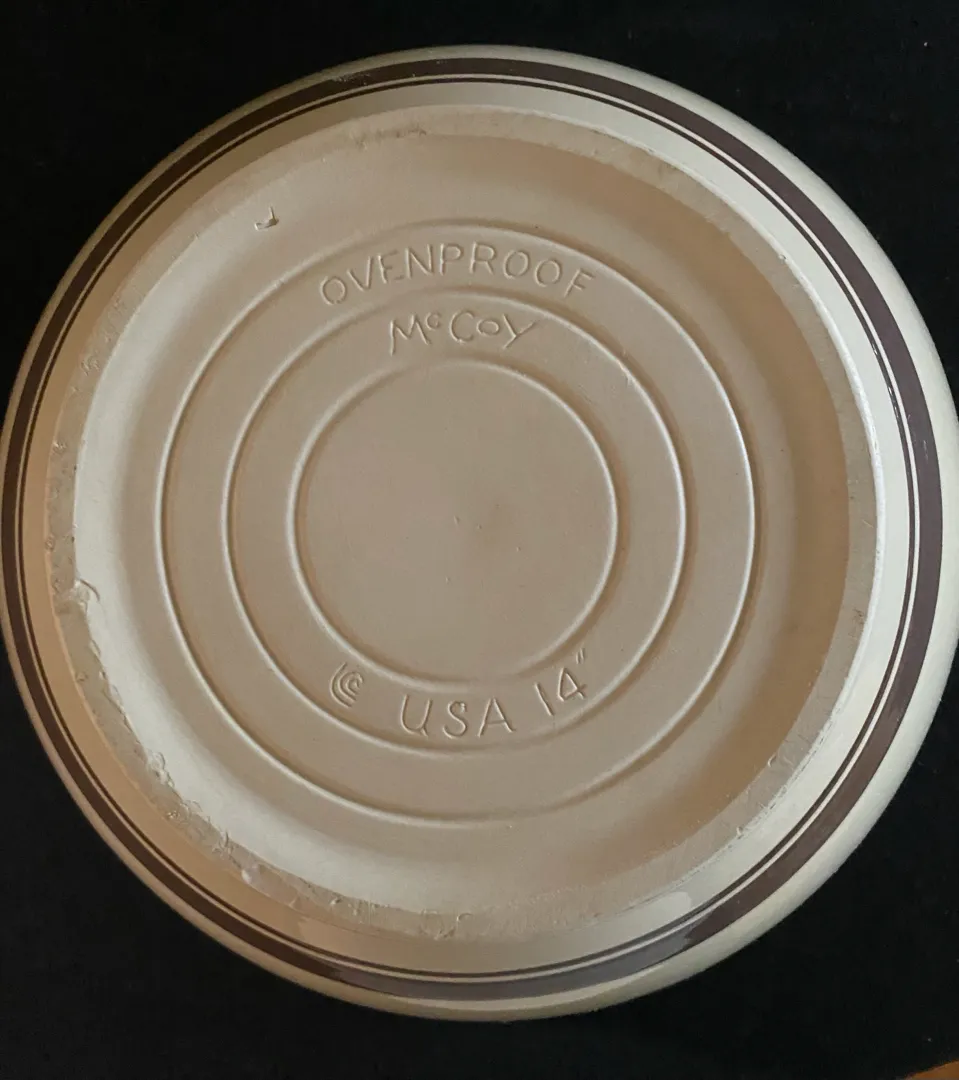 OVENPROOF
McCOY
USA 14"